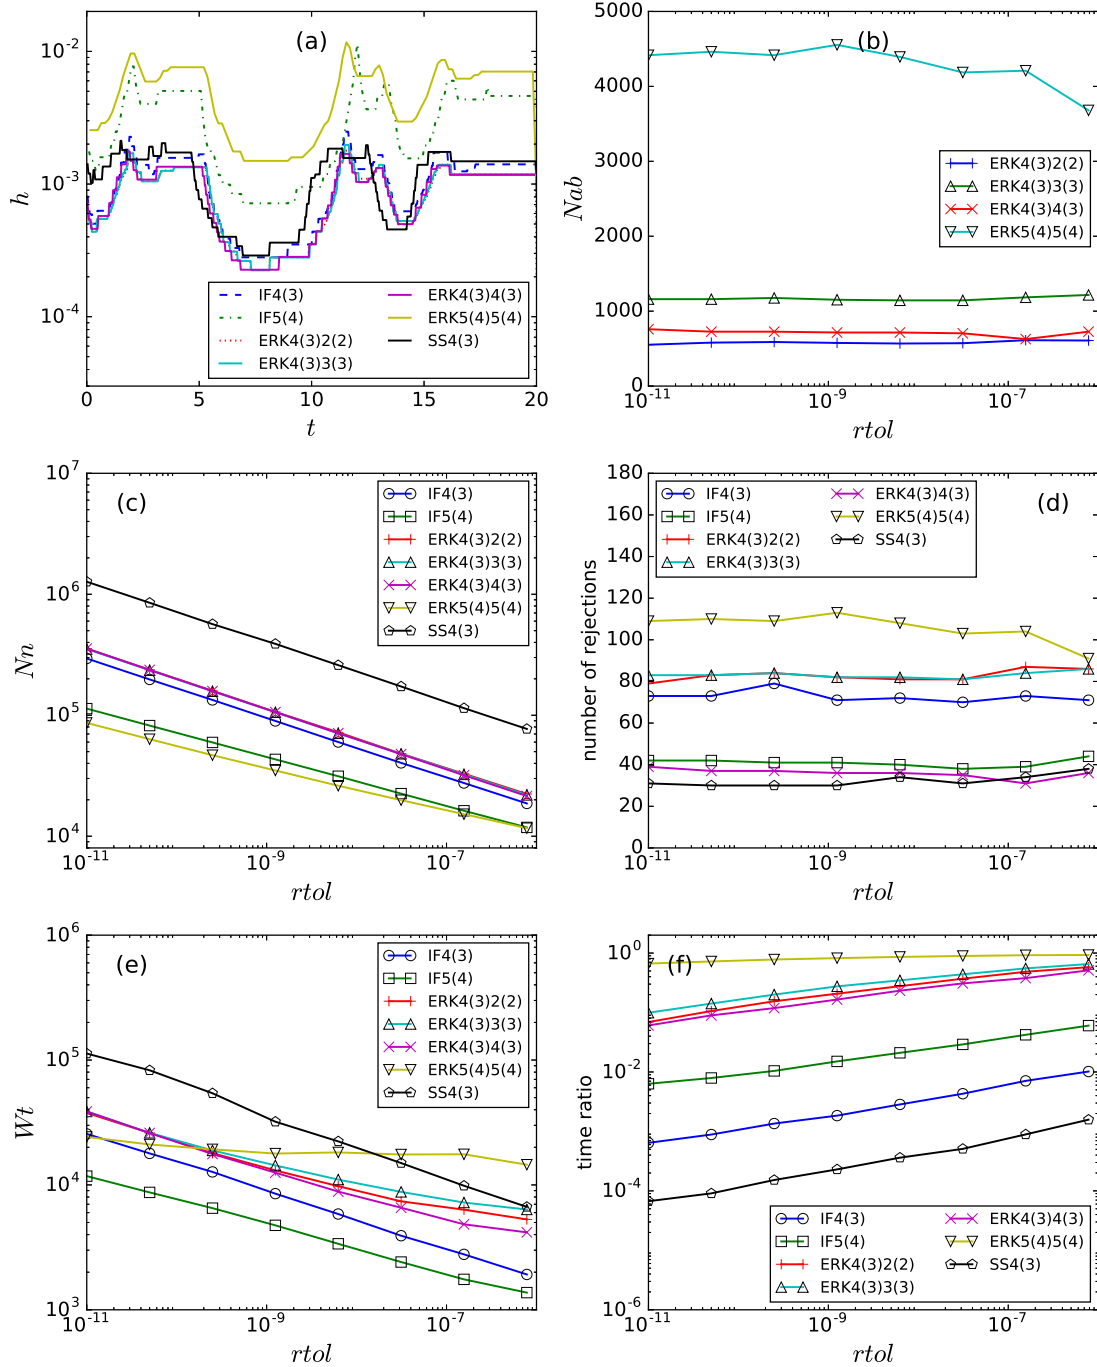 (a)
10^-2
10^-3
10^-4
h
0 5 10 15 20
t
IF4(3)
IF5(4)
ERK4(3)2(2)
ERK4(3)3(3)
ERK4(3)4(3)
ERK5(4)5(4)
SS4(3)
(b)
5000
4000
3000
2000
1000
0
Nab
10^-11 10^-9 10^-7
rtol
ERK4(3)2(2)
ERK4(3)3(3)
ERK4(3)4(3)
ERK5(4)5(4)
(c)
10^7
10^6
10^5
10^4
Nn
10^-11 10^-9 10^-7
rtol
IF4(3)
IF5(4)
ERK4(3)2(2)
ERK4(3)3(3)
ERK4(3)4(3)
ERK5(4)5(4)
SS4(3)
(d)
180
160
140
120
100
80
60
40
20
0
number of rejections
10^-11 10^-9 10^-7
rtol
IF4(3)
IF5(4)
ERK4(3)2(2)
ERK4(3)3(3)
ERK4(3)4(3)
ERK5(4)5(4)
SS4(3)
(e)
10^6
10^5
10^4
10^3
Wt
10^-11 10^-9 10^-7
rtol
IF4(3)
IF5(4)
ERK4(3)2(2)
ERK4(3)3(3)
ERK4(3)4(3)
ERK5(4)5(4)
SS4(3)
(f)
10^0
10^-2
10^-4
10^-6
time ratio
10^-11 10^-9 10^-7
rtol
IF4(3)
IF5(4)
ERK4(3)2(2)
ERK4(3)3(3)
ERK4(3)4(3)
ERK5(4)5(4)
SS4(3)